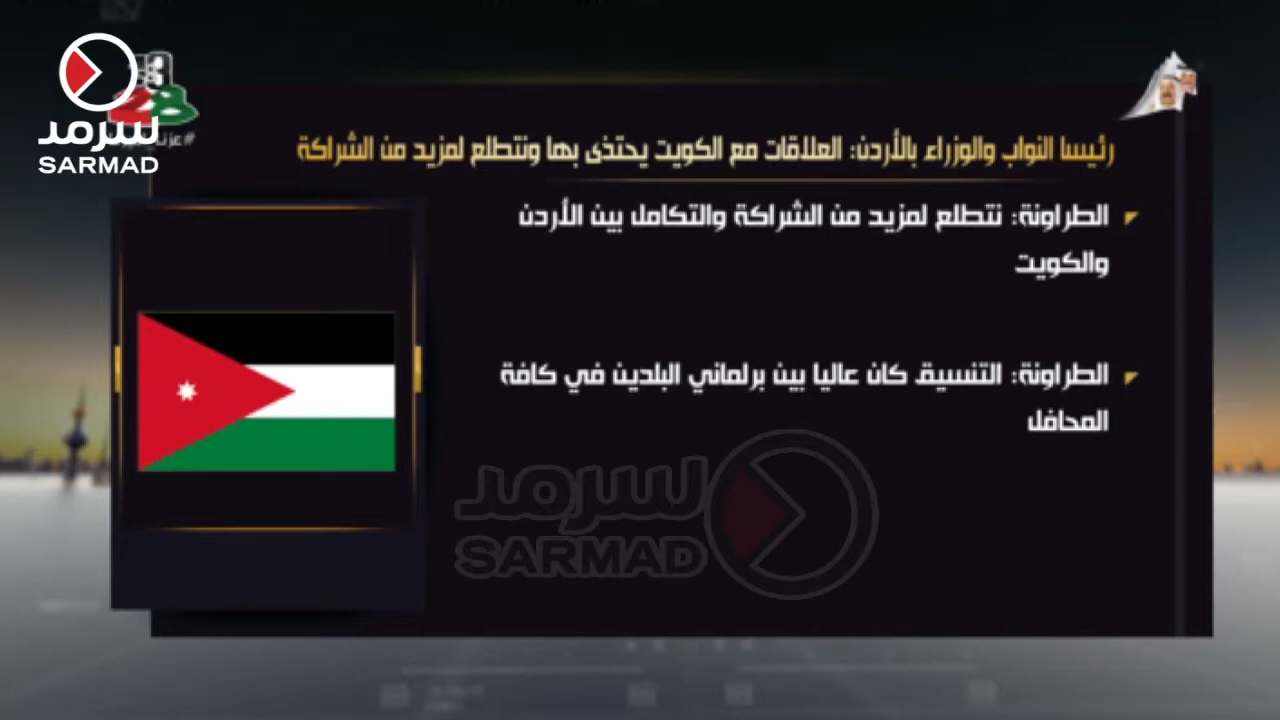 سرمد
SARMAD
رئيسا النواب والوزراء بالأردن: العلاقات مع الكويت يحتذى بها ونتطلع لمزيد من الشراكة
الطراونة: نتطلع لمزيد من الشراكة والتكامل بين الأردن
والكويت
الطراونة: التنسيق كان عاليا بين برلماني البلدين في كافة
المحافل
سرمد
SARMAD